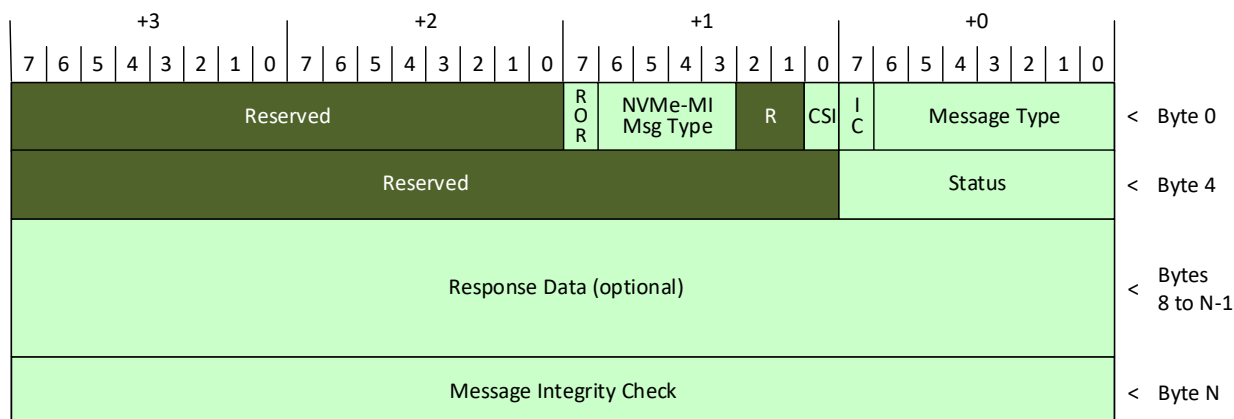 +3 +2 +1 +0
7 6 5 4 3 2 1 0 7 6 5 4 3 2 1 0 7 6 5 4 3 2 1 0 7 6 5 4 3 2 1 0
Reserved ROR NVMe-MI Msg Type R CSI IC Message Type < Byte 0
Reserved Status < Byte 4
Response Data (optional) < Bytes
8 to N-1
Message Integrity Check < Byte N